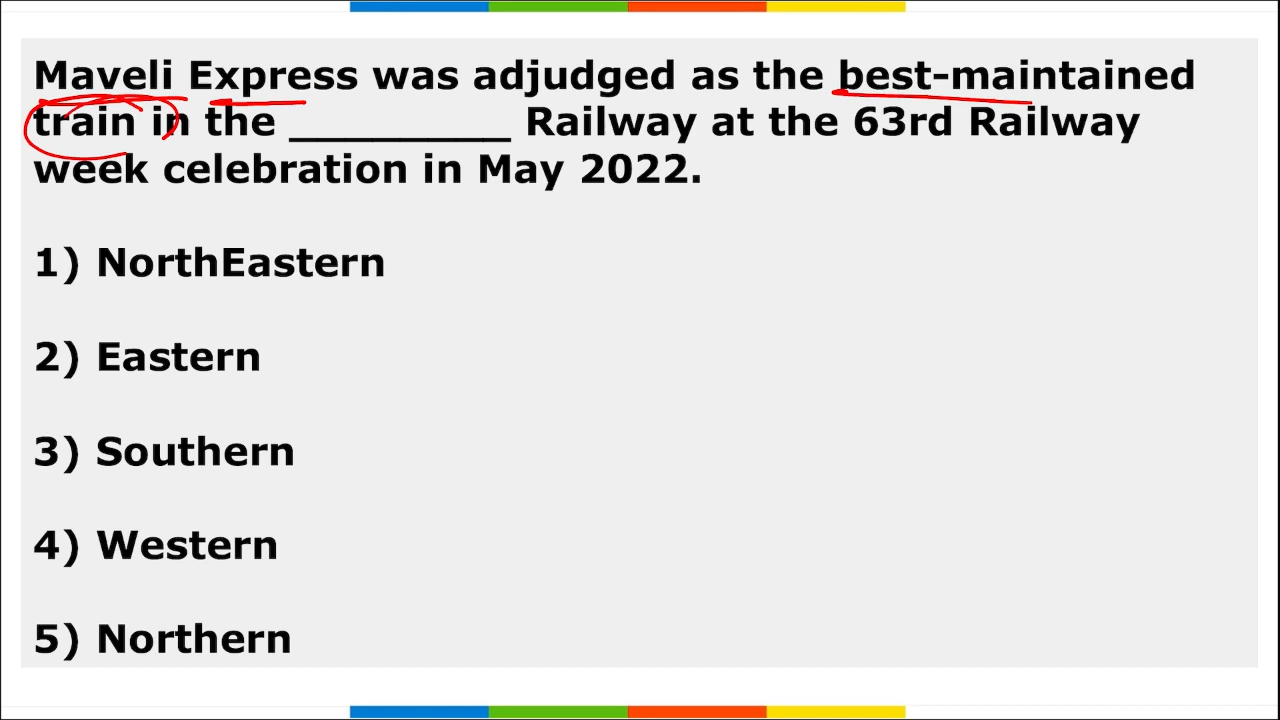 Maveli Express was adjudged as the best-maintained
train in the ___________ Railway at the 63rd Railway
week celebration in May 2022.
1) NorthEastern
2) Eastern
3) Southern
4) Western
5) Northern